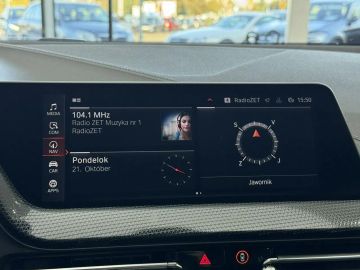 RadioZET
15:50
MEDIA
COM
NAV
CAR
APPS
104.1 MHz
Radio ZET Muzyka nr 1
RadioZET
Pondelok
21. Október
S
V
J
Z
Jawornik